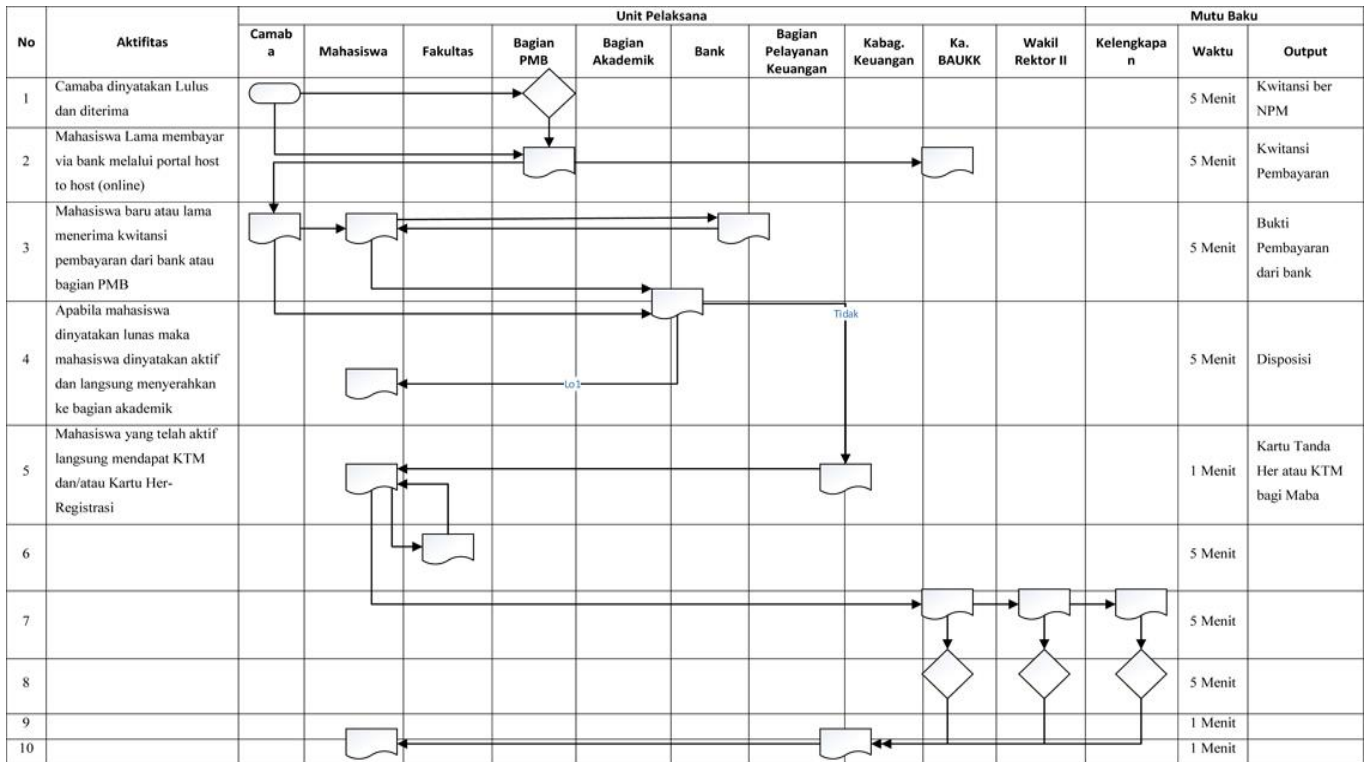 Unit Pelaksana
Mutu Baku
No
Aktifitas
Camab
a
Mahasiswa
Fakultas
Bagian
PMB
Bagian
Akademik
Bank
Bagian
Pelayanan
Keuangan
Kabag.
Keuangan
Ka.
BAUKK
Wakil
Rektor II
Kelengkapa
n
Waktu
Output
1
Camaba dinyatakan Lulus
dan diterima
5 Menit
Kwitansi ber
NPM
2
Mahasiswa Lama membayar
via bank melalui portal host
to host (online)
5 Menit
Kwitansi
Pembayaran
3
Mahasiswa baru atau lama
menerima kwitansi
pembayaran dari bank atau
bagian PMB
5 Menit
Bukti
Pembayaran
dari bank
4
Apabila mahasiswa
dinyatakan lunas maka
mahasiswa dinyatakan aktif
dan langsung menyerahkan
ke bagian akademik
Tidak
Lo1
5 Menit
Disposisi
5
Mahasiswa yang telah aktif
langsung mendapat KTM
dan/atau Kartu Her-
Registrasi
1 Menit
Kartu Tanda
Her atau KTM
bagi Maba
6
5 Menit
7
5 Menit
8
5 Menit
9
1 Menit
10
1 Menit